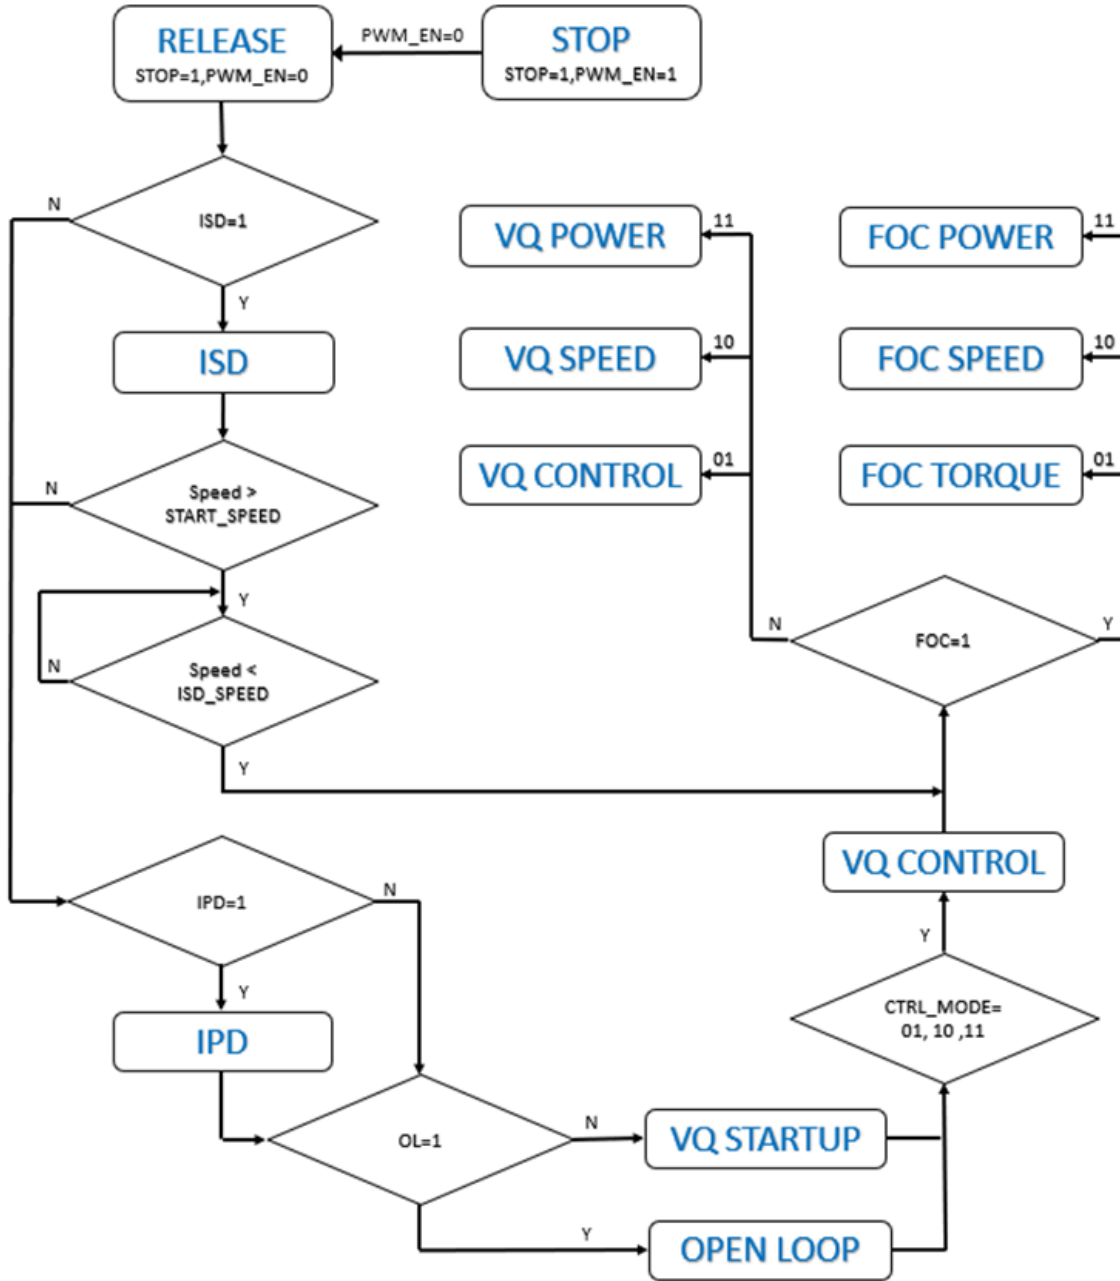 RELEASE
STOP=1,PWM_EN=0
PWM_EN=0
STOP
STOP=1,PWM_EN=1
N
ISD=1
Y
ISD
N
Speed >
START_SPEED
Y
N
Speed <
ISD_SPEED
Y
VQ POWER
11
FOC POWER
11
VQ SPEED
10
FOC SPEED
10
VQ CONTROL
01
FOC TORQUE
01
N
FOC=1
Y
VQ CONTROL
Y
CTRL_MODE=
01, 10 ,11
IPD=1
N
Y
IPD
OL=1
N
VQ STARTUP
Y
OPEN LOOP